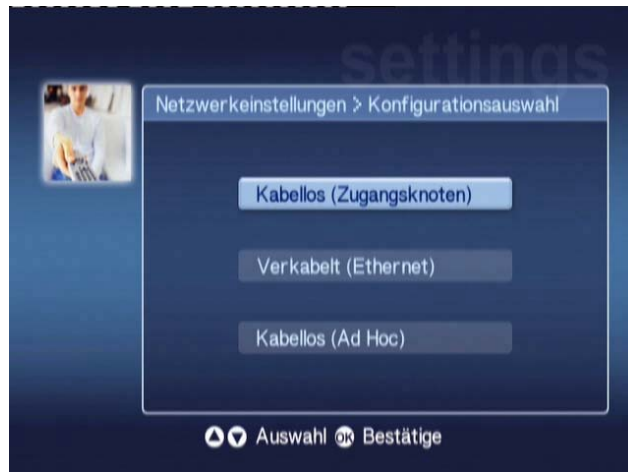 settings
Netzwerkeinstellungen > Konfigurationsauswahl
Kabellos (Zugangsknoten)
Verkabelt (Ethernet)
Kabellos (Ad Hoc)
Auswahl OK Bestätige